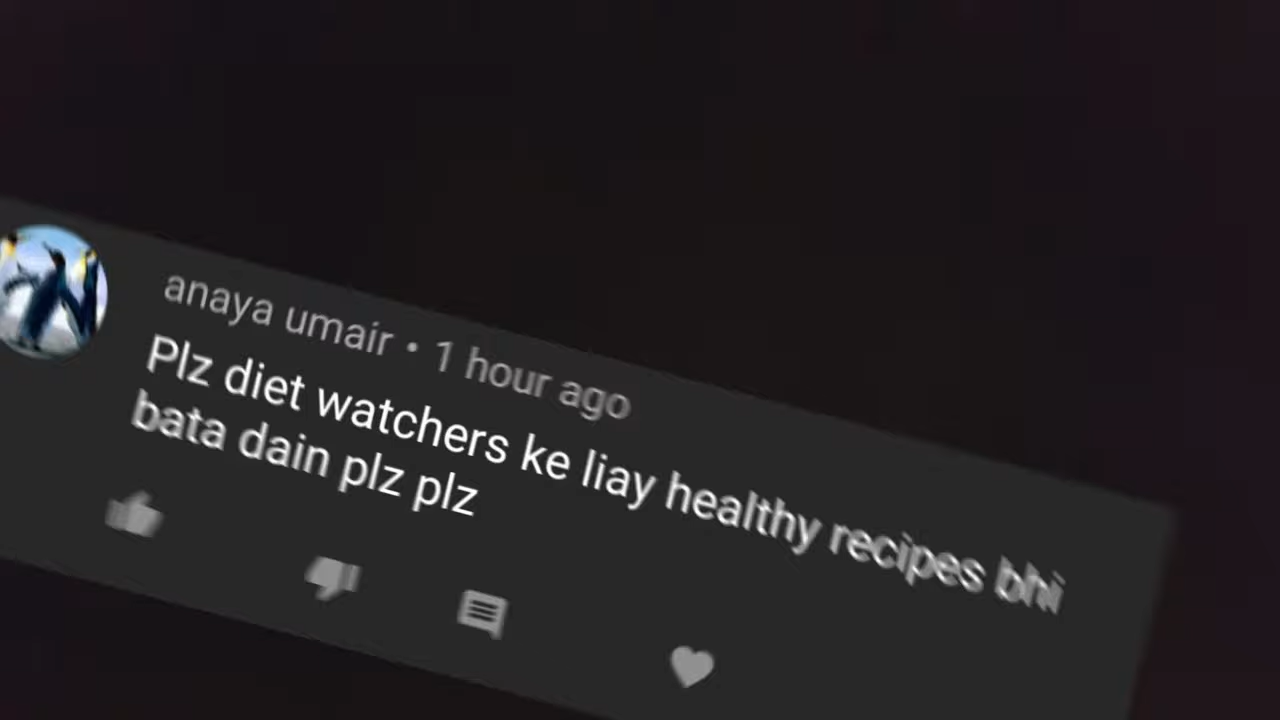 anaya umair • 1 hour ago
Plz diet watchers ke liay healthy recipes bhi
bata dain plz plz